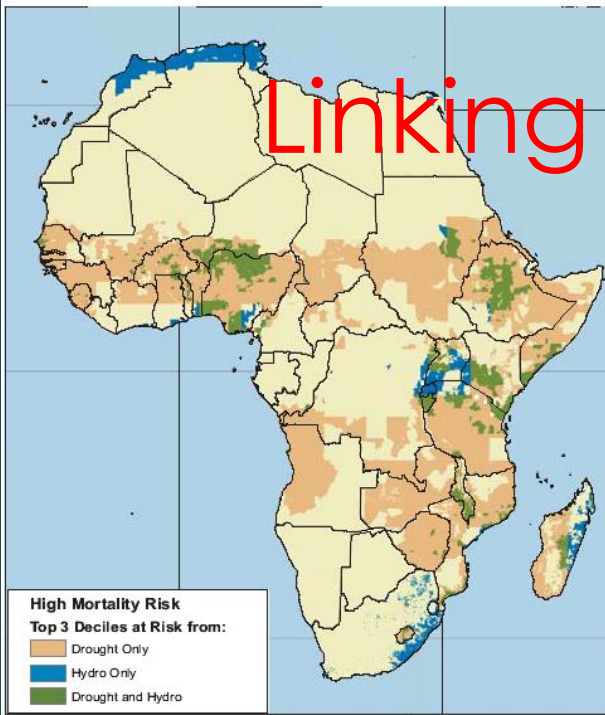 Linking
High Mortality Risk
Top 3 Deciles at Risk from:
Drought Only
Hydro Only
Drought and Hydro